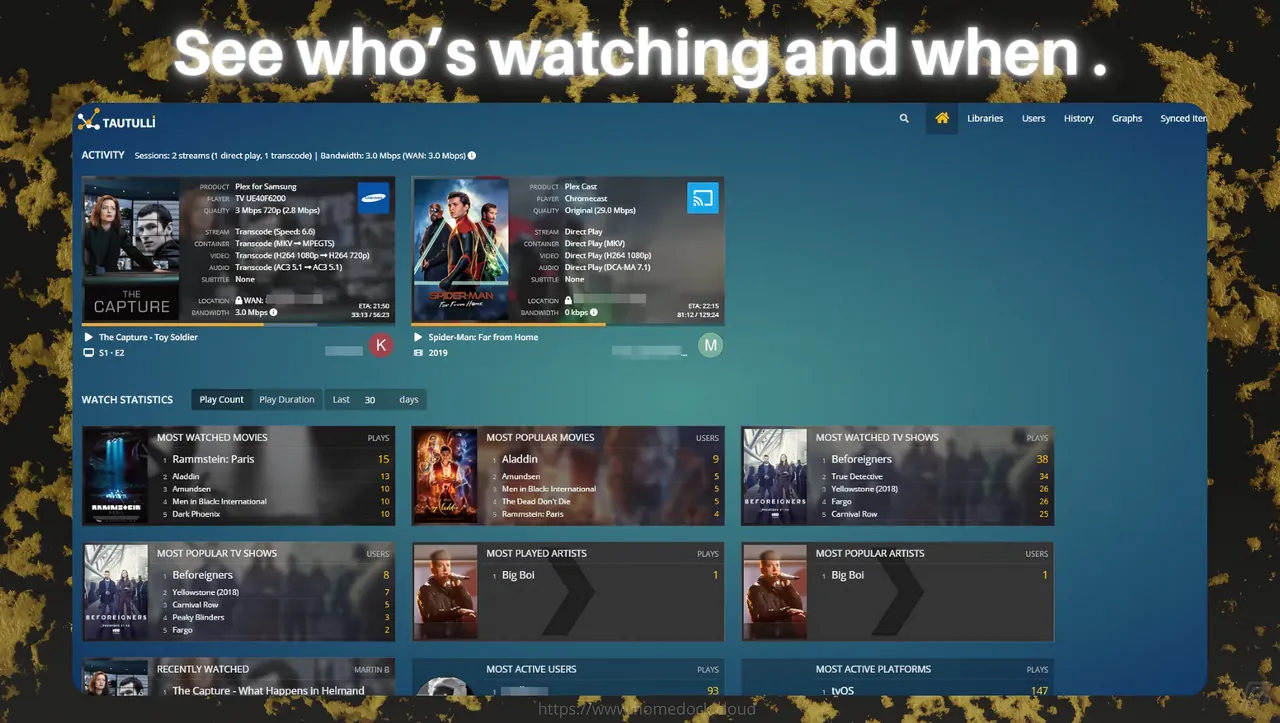 See who's watching and when .
TAUTULLi
Libraries
Users
History
Graphs
Synced Iter
ACTIVITY Sessions: 2 streams (1 direct play, 1 transcode) | Bandwidth: 3.0 Mbps (WAN: 3.0 Mbps)
PRODUCT Plex for Samsung
PLAYER TV UE40F6200
QUALITY 3 Mbps 720p (2.8 Mbps)
SAMSUNG
STREAM Transcode (Speed: 6.6)
CONTAINER Transcode (MKV → MPEGTS)
VIDEO Transcode (H264 1080p → H264 720p)
AUDIO Transcode (AC3 5.1 → AC3 5.1)
SUBTITLE None
LOCATION WAN:
BANDWIDTH 3.0 Mbps
ETA: 21:50
33:13 / 56:23
THE
CAPTURE
The Capture - Toy Soldier
S1 · E2
K
PRODUCT Plex Cast
PLAYER Chromecast
QUALITY Original (29.0 Mbps)
STREAM Direct Play
CONTAINER Direct Play (MKV)
VIDEO Direct Play (H264 1080p)
AUDIO Direct Play (DCA-MA 7.1)
SUBTITLE None
LOCATION
BANDWIDTH 0 kbps
ETA: 22:15
81:12 / 129:24
SPIDER-MAN
Far From Home
Spider-Man: Far from Home
2019
...
M
WATCH STATISTICS Play Count Play Duration Last 30 days
MOST WATCHED MOVIES PLAYS
1 Rammstein: Paris 15
2 Aladdin 13
3 Amundsen 10
4 Men in Black: International 10
5 Dark Phoenix 10
RAMMSTEIN
MOST POPULAR MOVIES USERS
1 Aladdin 9
2 Amundsen 5
3 Men in Black: International 5
4 The Dead Don't Die 5
5 Rammstein: Paris 4
Aladdin
MOST WATCHED TV SHOWS PLAYS
1 Beforeigners 38
2 True Detective 34
3 Yellowstone (2018) 26
4 Fargo 26
5 Carnival Row 25
BEFOREIGNERS
HBO
MOST POPULAR TV SHOWS USERS
1 Beforeigners 8
2 Yellowstone (2018) 7
3 Carnival Row 5
4 Peaky Blinders 3
5 Fargo 2
BEFOREIGNERS
HBO
MOST PLAYED ARTISTS PLAYS
1 Big Boi 1
MOST POPULAR ARTISTS USERS
1 Big Boi 1
RECENTLY WATCHED MARTIN B
1 The Capture - What Happens in Helmand
MOST ACTIVE USERS PLAYS
1 93
MOST ACTIVE PLATFORMS PLAYS
1 tvOS 147
https://www.homedock.cloud